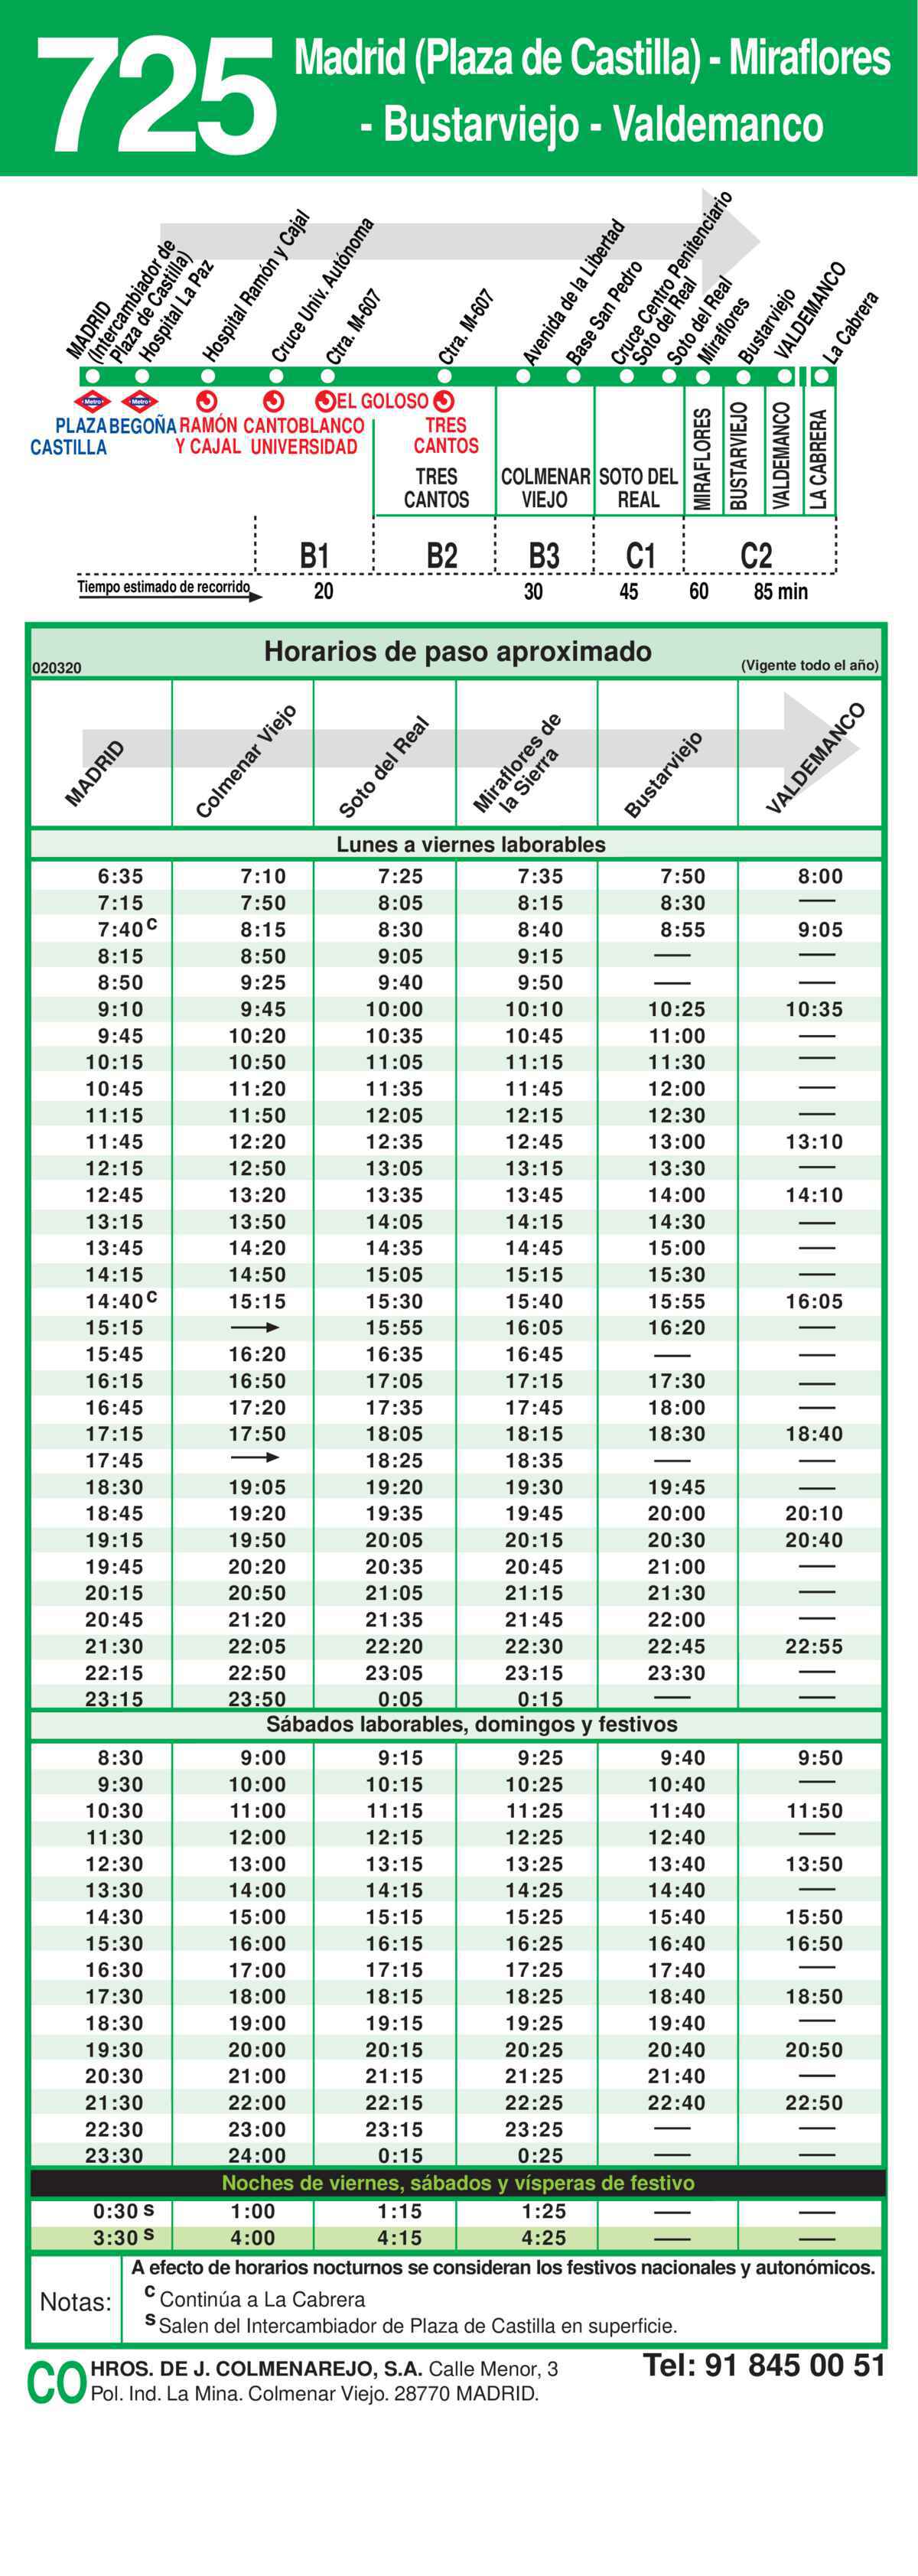 725 Madrid (Plaza de Castilla) - Miraflores
- Bustarviejo - Valdemanco
MADRID
(Intercambiador de
Plaza de Castilla)
Hospital La Paz
Hospital Ramón y Cajal
Cruce Univ. Autónoma
Ctra. M-607
Ctra. M-607
Avenida de la Libertad
Base San Pedro
Cruce Centro Penitenciario
Soto del Real
Soto del Real
Miraflores
Bustarviejo
VALDEMANCO
La Cabrera
Metro Metro EL GOLOSO
PLAZA BEGOÑA RAMÓN CANTOBLANCO TRES
CASTILLA Y CAJAL UNIVERSIDAD CANTOS
TRES COLMENAR SOTO DEL
CANTOS VIEJO REAL
MIRAFLORES
BUSTARVIEJO
VALDEMANCO
LA CABRERA
B1 B2 B3 C1 C2
Tiempo estimado de recorrido 20 30 45 60 85 min
Horarios de paso aproximado
020320 (Vigente todo el año)
MADRID
Colmenar Viejo
Soto del Real
Miraflores de
la Sierra
Bustarviejo
VALDEMANCO
Lunes a viernes laborables
6:35 7:10 7:25 7:35 7:50 8:00
7:15 7:50 8:05 8:15 8:30 —
7:40 c 8:15 8:30 8:40 8:55 9:05
8:15 8:50 9:05 9:15 — —
8:50 9:25 9:40 9:50 — —
9:10 9:45 10:00 10:10 10:25 10:35
9:45 10:20 10:35 10:45 11:00 —
10:15 10:50 11:05 11:15 11:30 —
10:45 11:20 11:35 11:45 12:00 —
11:15 11:50 12:05 12:15 12:30 —
11:45 12:20 12:35 12:45 13:00 13:10
12:15 12:50 13:05 13:15 13:30 —
12:45 13:20 13:35 13:45 14:00 14:10
13:15 13:50 14:05 14:15 14:30 —
13:45 14:20 14:35 14:45 15:00 —
14:15 14:50 15:05 15:15 15:30 —
14:40 c 15:15 15:30 15:40 15:55 16:05
15:15 → 15:55 16:05 16:20 —
15:45 16:20 16:35 16:45 — —
16:15 16:50 17:05 17:15 17:30 —
16:45 17:20 17:35 17:45 18:00 —
17:15 17:50 18:05 18:15 18:30 18:40
17:45 → 18:25 18:35 — —
18:30 19:05 19:20 19:30 19:45 —
18:45 19:20 19:35 19:45 20:00 20:10
19:15 19:50 20:05 20:15 20:30 20:40
19:45 20:20 20:35 20:45 21:00 —
20:15 20:50 21:05 21:15 21:30 —
20:45 21:20 21:35 21:45 22:00 —
21:30 22:05 22:20 22:30 22:45 22:55
22:15 22:50 23:05 23:15 23:30 —
23:15 23:50 0:05 0:15 — —
Sábados laborables, domingos y festivos
8:30 9:00 9:15 9:25 9:40 9:50
9:30 10:00 10:15 10:25 10:40 —
10:30 11:00 11:15 11:25 11:40 11:50
11:30 12:00 12:15 12:25 12:40 —
12:30 13:00 13:15 13:25 13:40 13:50
13:30 14:00 14:15 14:25 14:40 —
14:30 15:00 15:15 15:25 15:40 15:50
15:30 16:00 16:15 16:25 16:40 16:50
16:30 17:00 17:15 17:25 17:40 —
17:30 18:00 18:15 18:25 18:40 18:50
18:30 19:00 19:15 19:25 19:40 —
19:30 20:00 20:15 20:25 20:40 20:50
20:30 21:00 21:15 21:25 21:40 —
21:30 22:00 22:15 22:25 22:40 22:50
22:30 23:00 23:15 23:25 — —
23:30 24:00 0:15 0:25 — —
Noches de viernes, sábados y vísperas de festivo
0:30 s 1:00 1:15 1:25 — —
3:30 s 4:00 4:15 4:25 — —
A efecto de horarios nocturnos se consideran los festivos nacionales y autonómicos.
Notas: c Continúa a La Cabrera
s Salen del Intercambiador de Plaza de Castilla en superficie.
CO HROS. DE J. COLMENAREJO, S.A. Calle Menor, 3 Tel: 91 845 00 51
Pol. Ind. La Mina. Colmenar Viejo. 28770 MADRID.